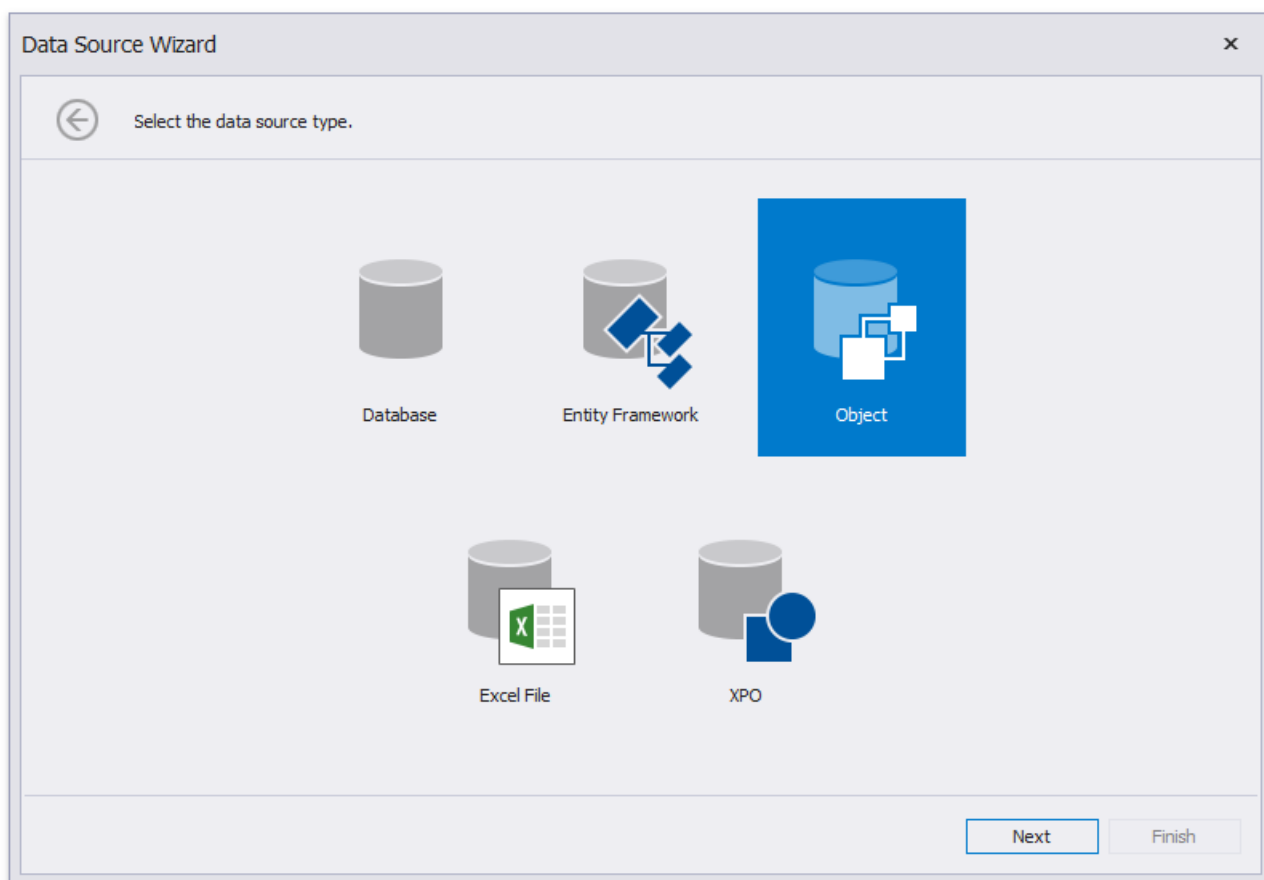 Data Source Wizard
Select the data source type.
Database
Entity Framework
Object
X
Excel File
XPO
Next
Finish